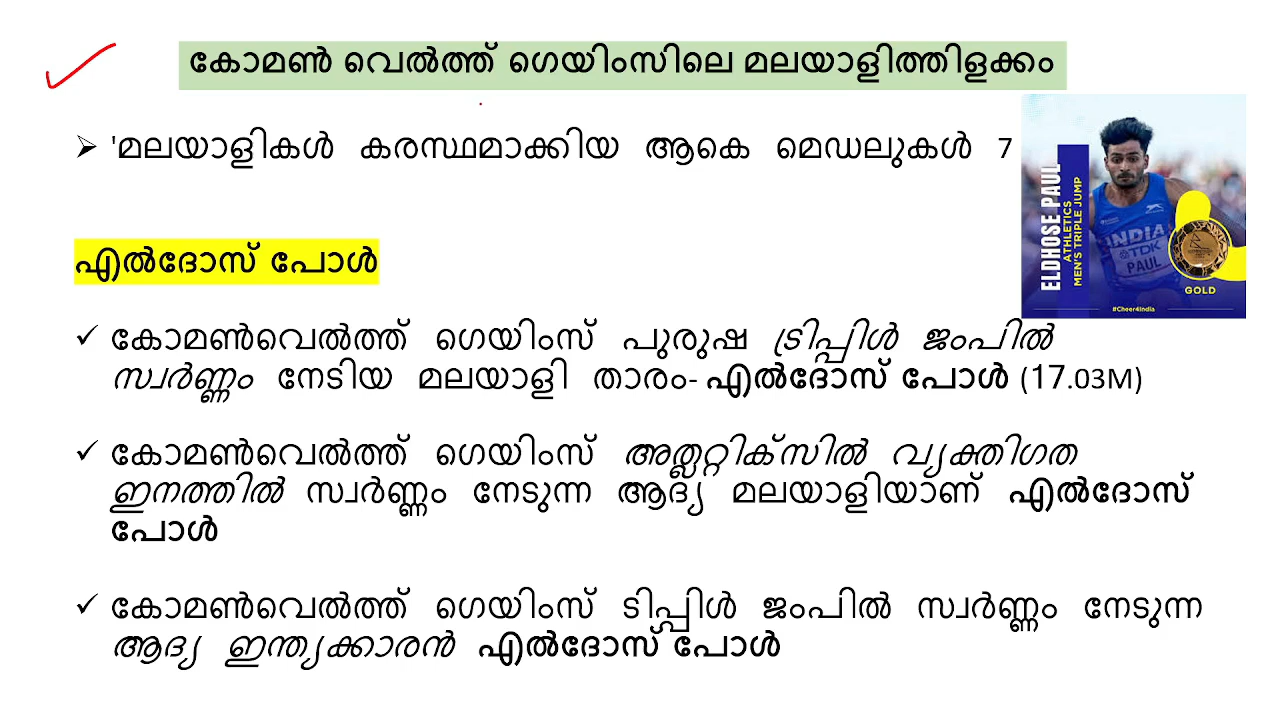 കോമൺ വെൽത്ത് ഗെയിംസിലെ മലയാളിത്തിളക്കം
'മലയാളികൾ കരസ്ഥമാക്കിയ ആകെ മെഡലുകൾ 7
ELDHOSE PAUL
ATHLETICS
MEN'S TRIPLE JUMP
INDIA
TDK
PAUL
GOLD
#Cheer4India
എൽദോസ് പോൾ
കോമൺവെൽത്ത് ഗെയിംസ് പുരുഷ ട്രിപ്പിൾ ജംപിൽ
സ്വർണ്ണം നേടിയ മലയാളി താരം- എൽദോസ് പോൾ (17.03M)
കോമൺവെൽത്ത് ഗെയിംസ് അത്ലറ്റിക്സിൽ വ്യക്തിഗത
ഇനത്തിൽ സ്വർണ്ണം നേടുന്ന ആദ്യ മലയാളിയാണ് എൽദോസ്
പോൾ
കോമൺവെൽത്ത് ഗെയിംസ് ടിപ്പിൾ ജംപിൽ സ്വർണ്ണം നേടുന്ന
ആദ്യ ഇന്ത്യക്കാരൻ എൽദോസ് പോൾ